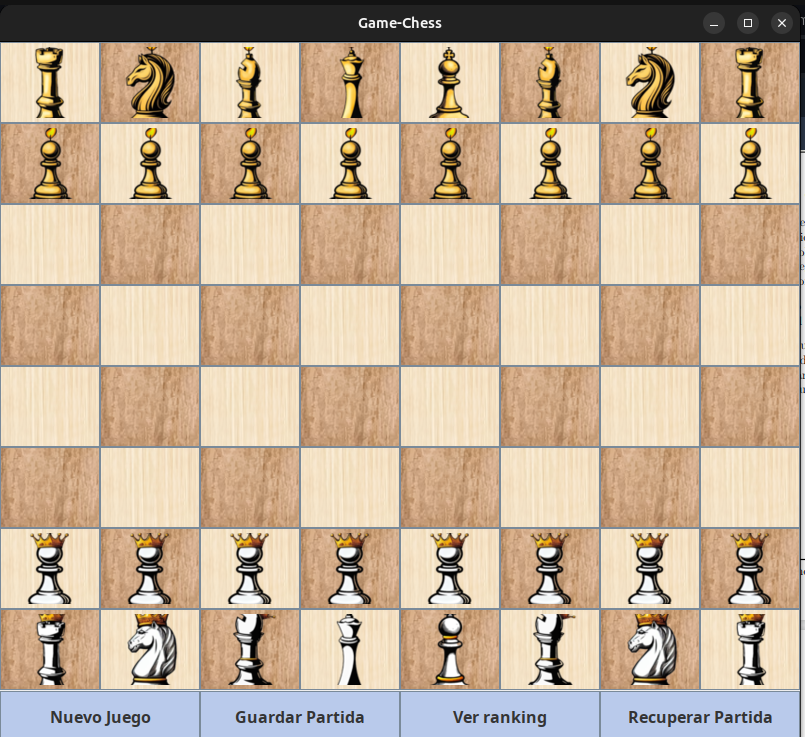 Game-Chess
Nuevo Juego
Guardar Partida
Ver ranking
Recuperar Partida